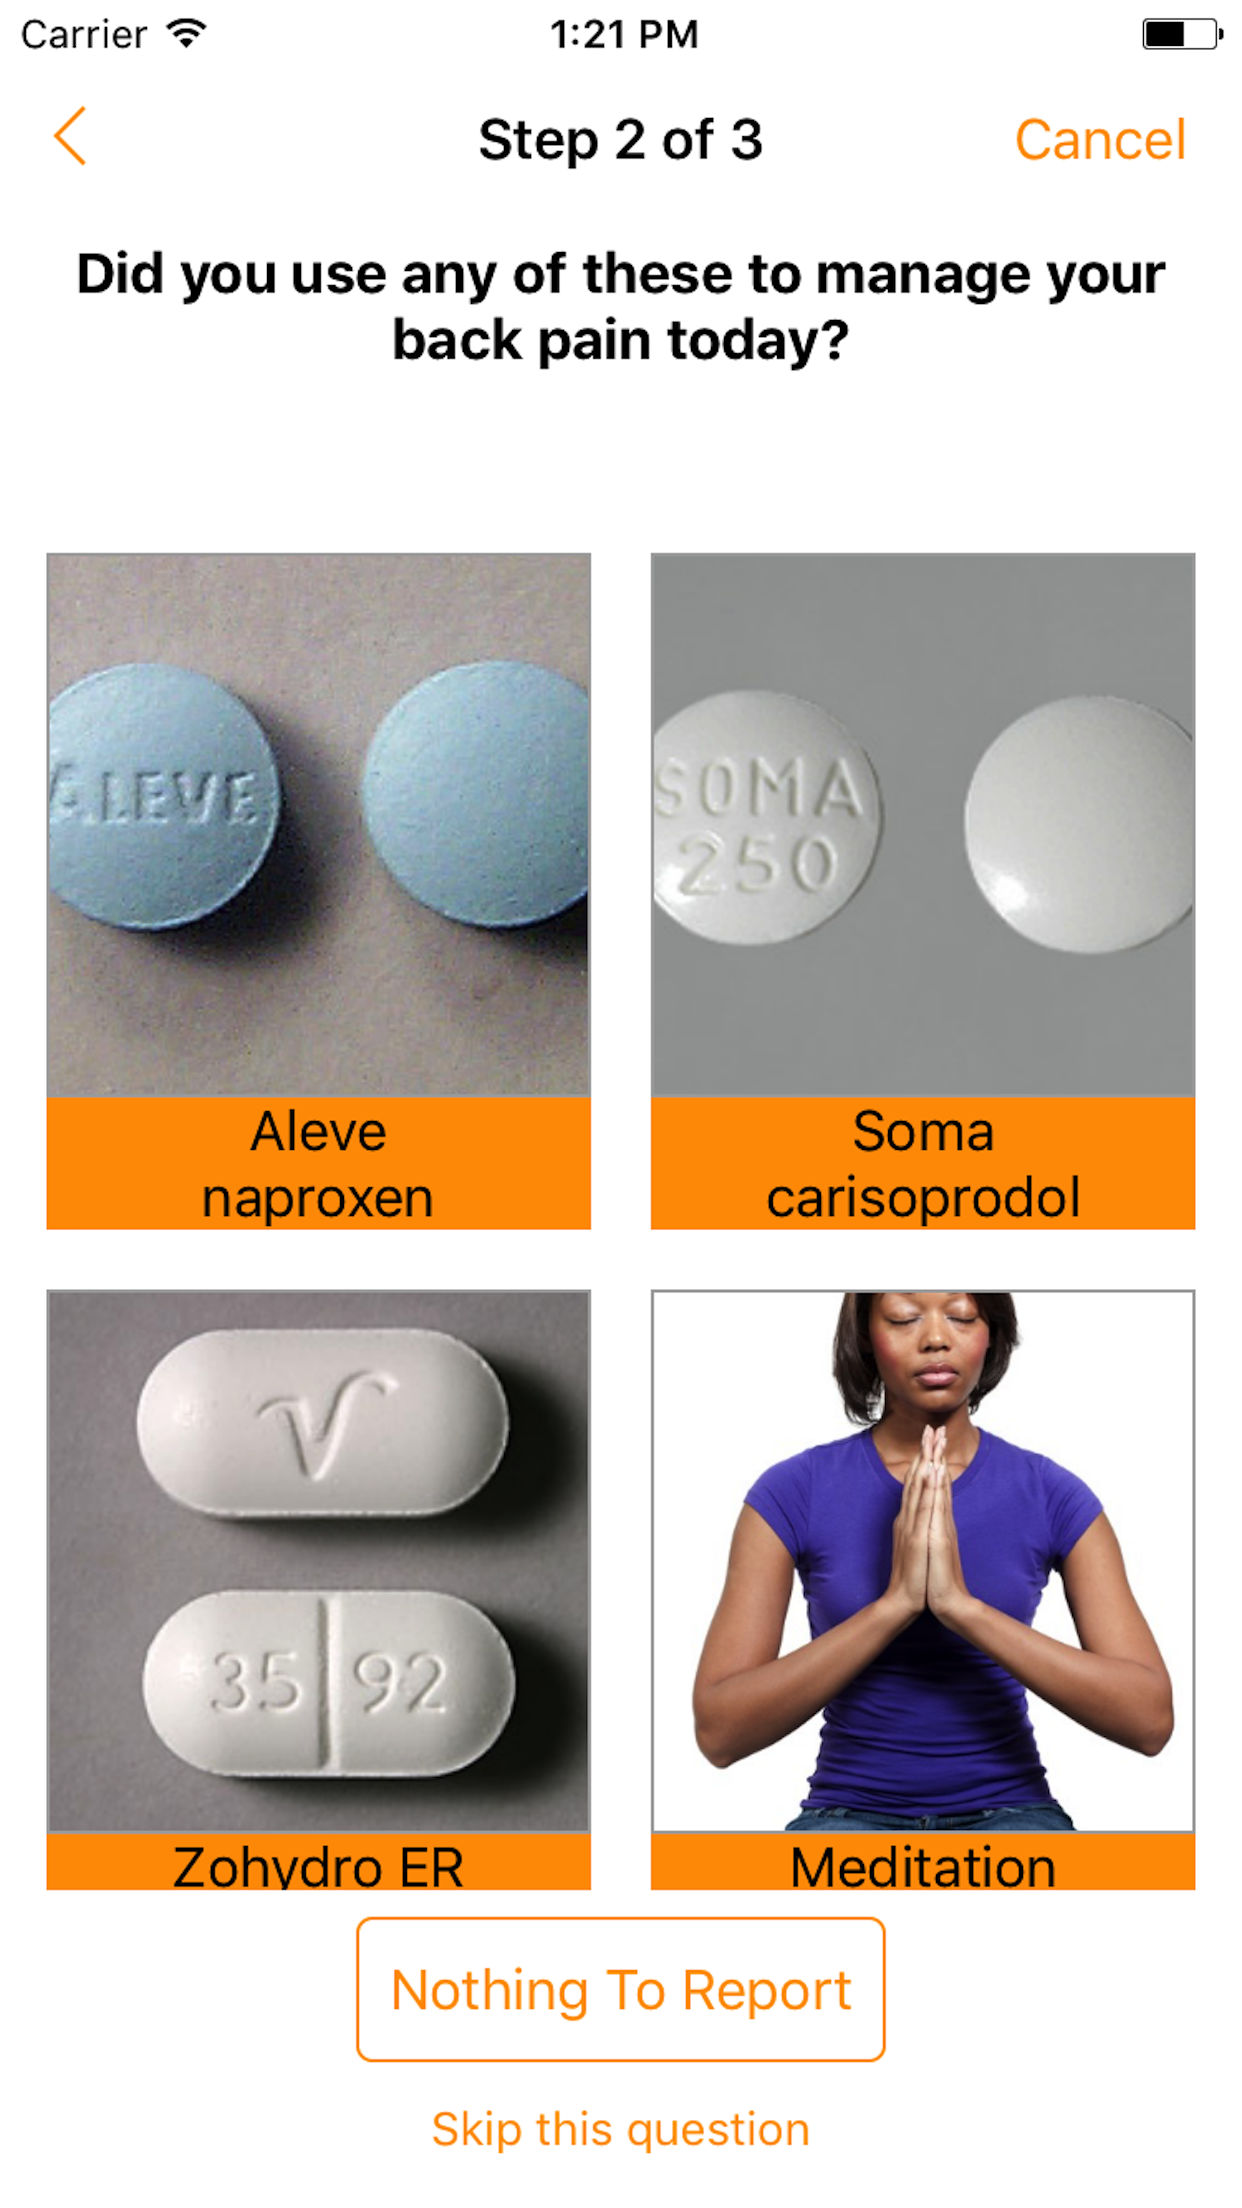 Carrier 1:21 PM
Step 2 of 3 Cancel
Did you use any of these to manage your
back pain today?
ALEVE
SOMA
250
Aleve
naproxen
Soma
carisoprodol
V
35 92
Zohydro ER
Meditation
Nothing To Report
Skip this question